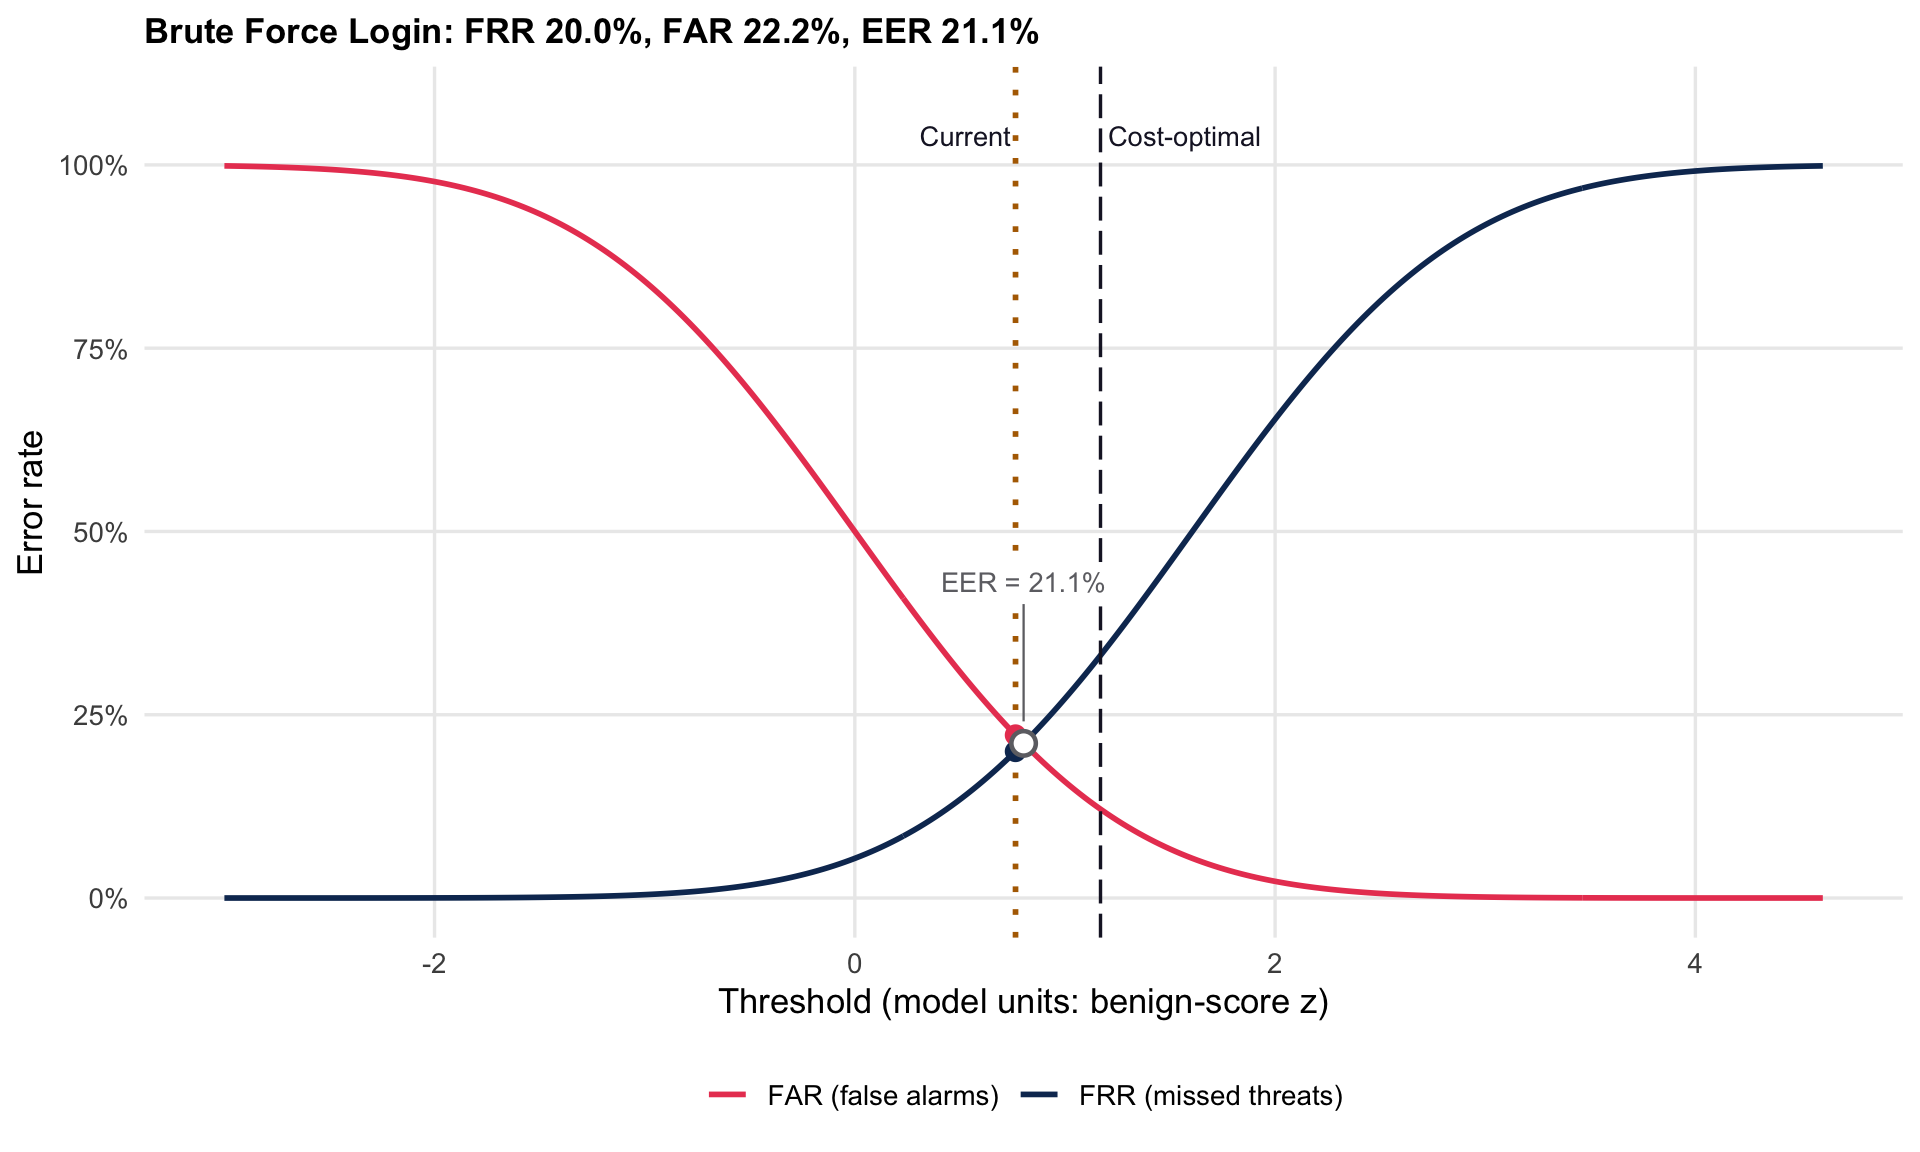 Brute Force Login: FRR 20.0%, FAR 22.2%, EER 21.1%
Current
Cost-optimal
100%
75%
50%
25%
0%
Error rate
EER = 21.1%
-2
0
2
4
Threshold (model units: benign-score z)
FAR (false alarms)
FRR (missed threats)